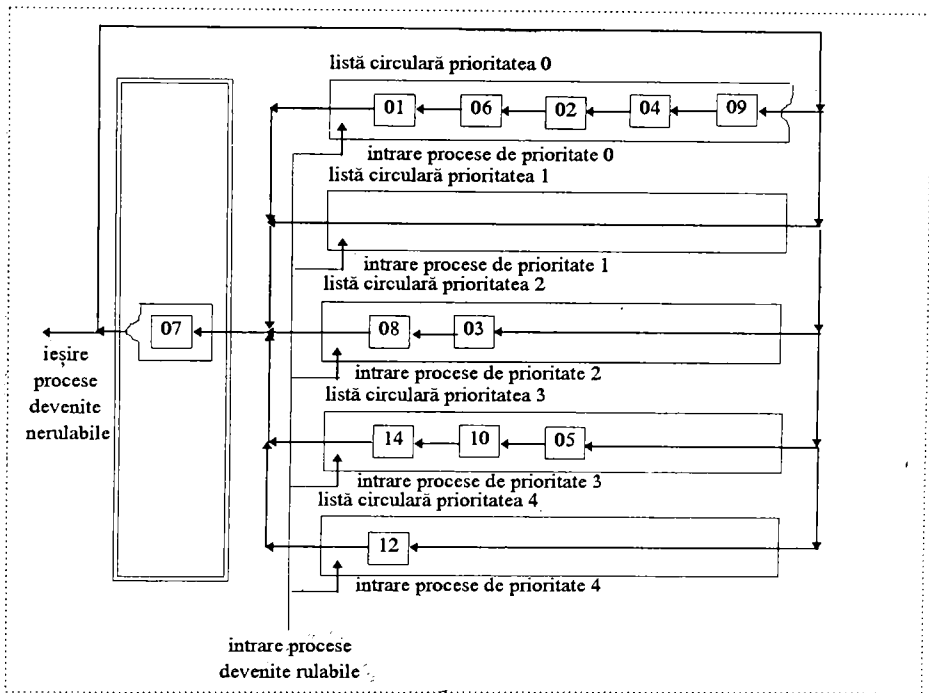 listă circulară prioritatea 0
01 06 02 04 09
intrare procese de prioritate 0
listă circulară prioritatea 1
intrare procese de prioritate 1
listă circulară prioritatea 2
07 08 03
ieșire
procese
devenite
nerulabile
intrare procese de prioritate 2
listă circulară prioritatea 3
14 10 05
intrare procese de prioritate 3
listă circulară prioritatea 4
12
intrare procese de prioritate 4
intrare procese
devenite rulabile